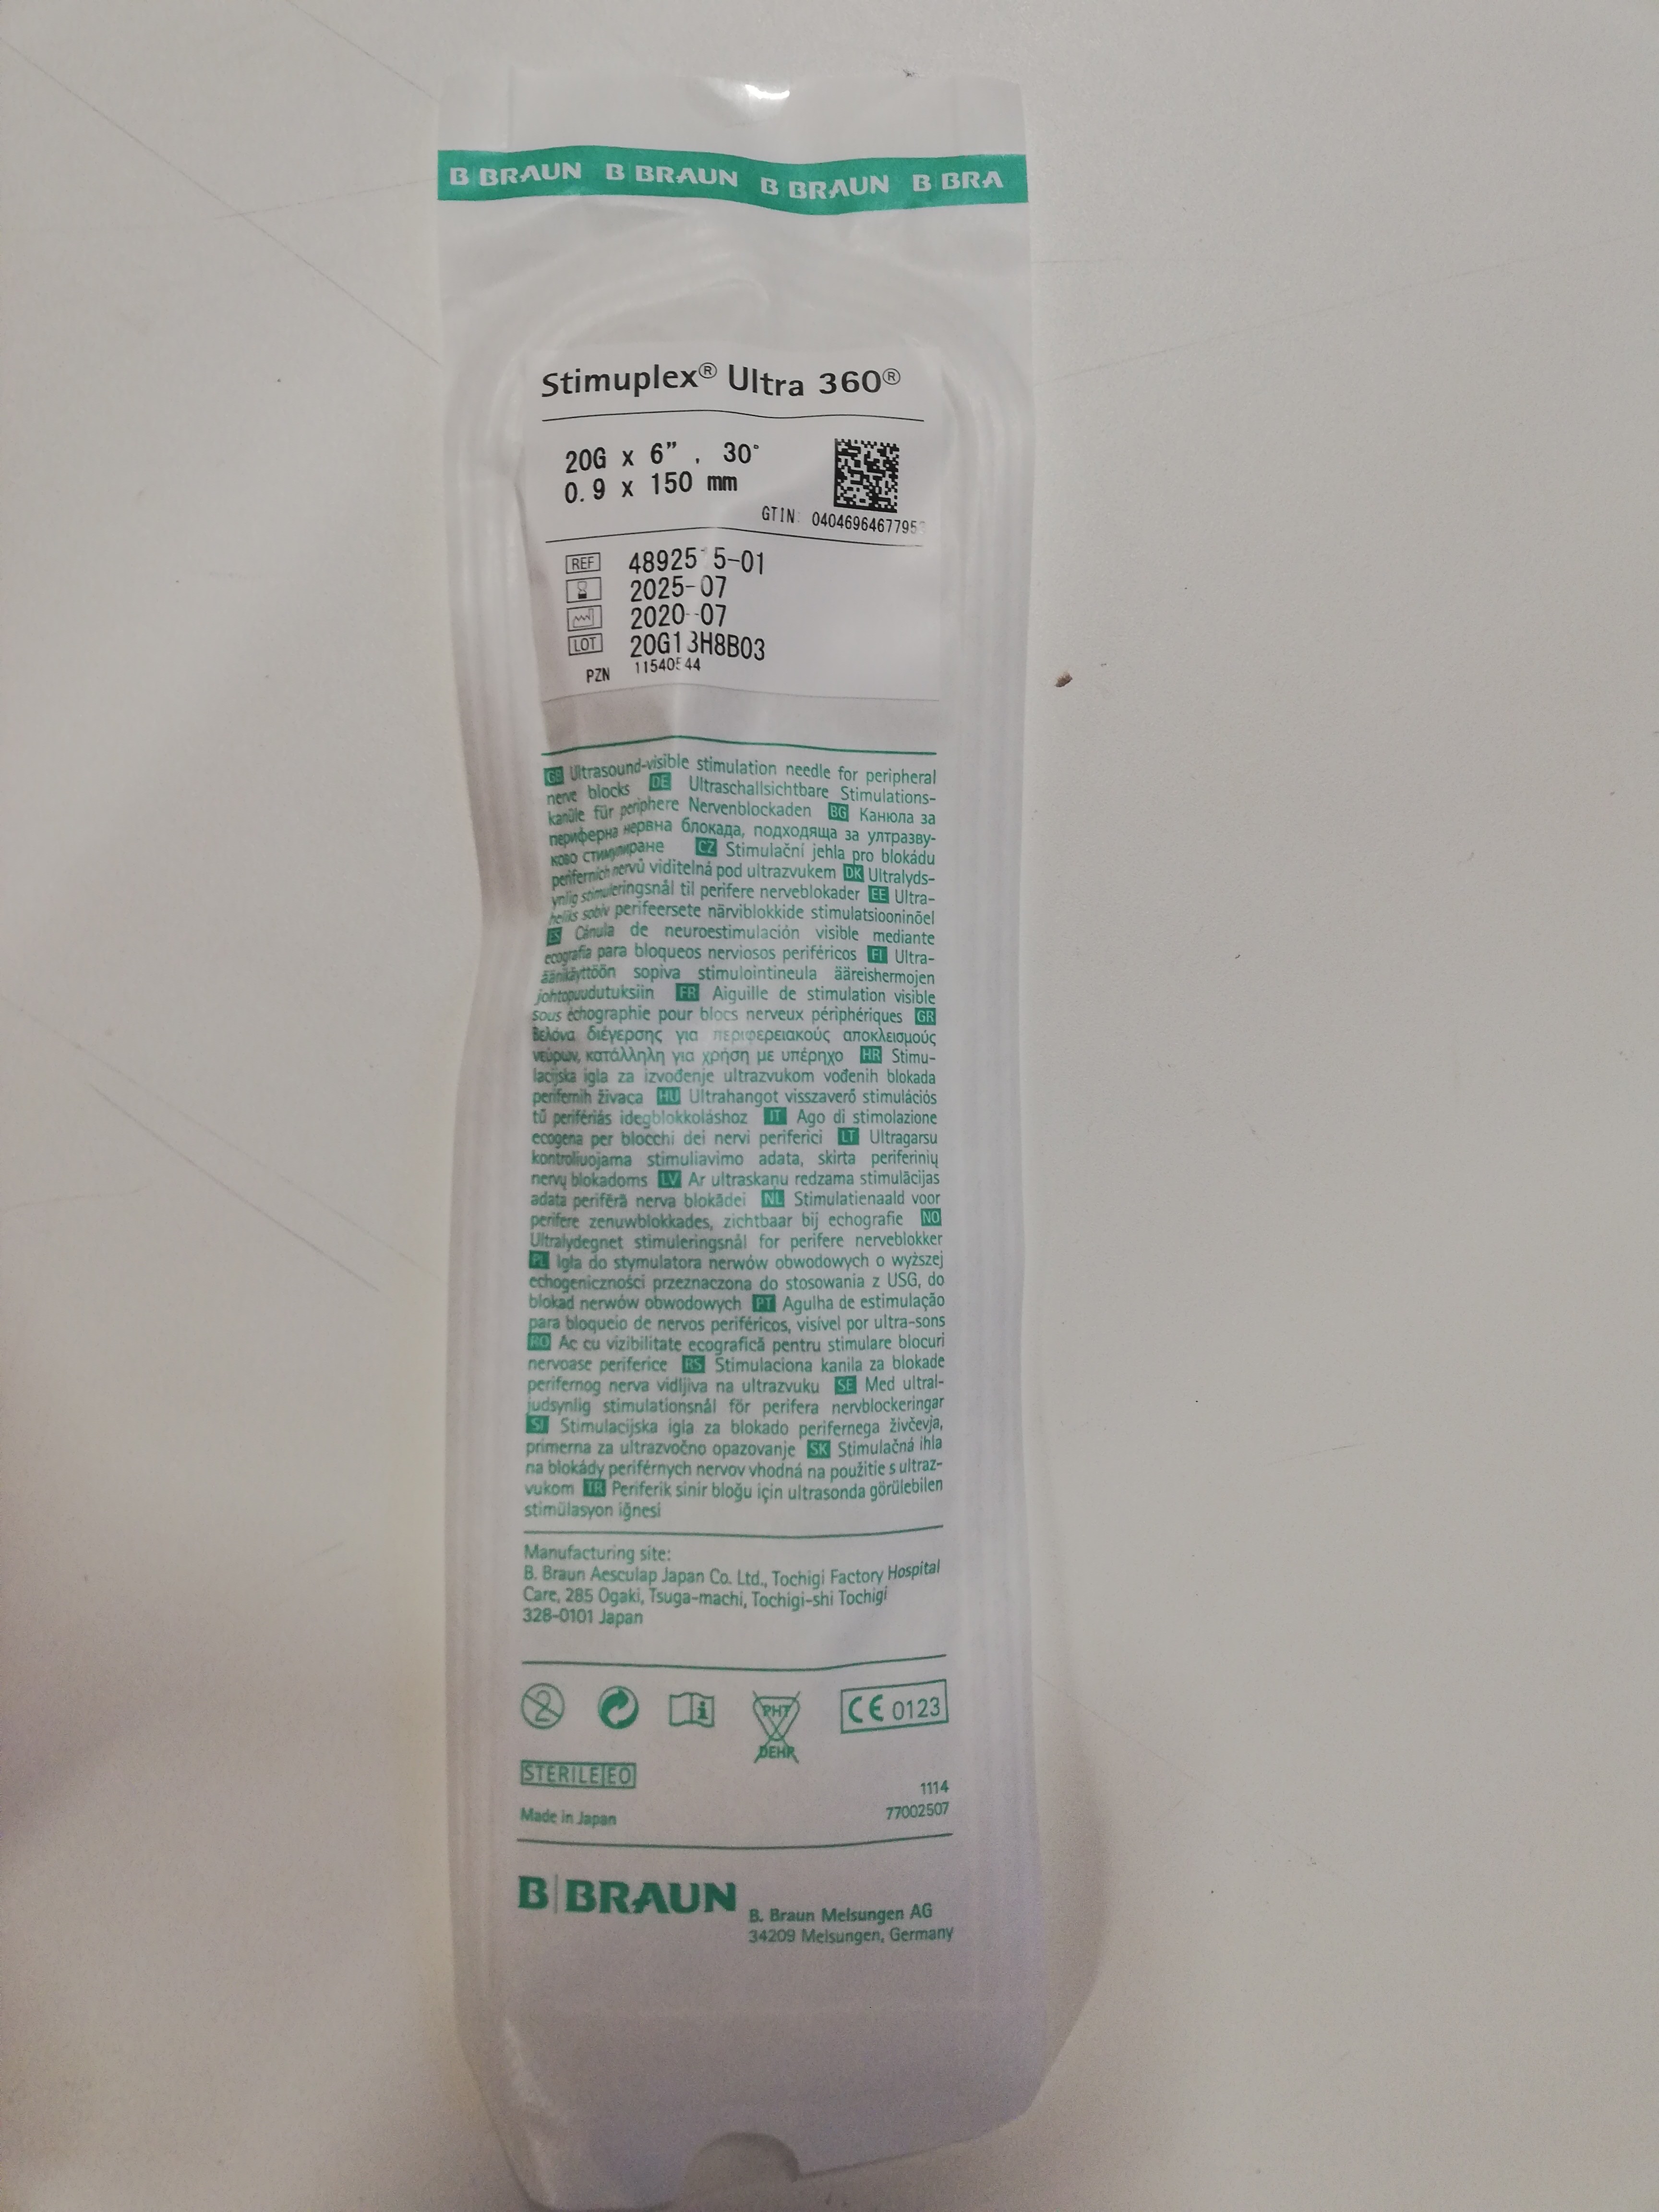 B BRAUN B BRAUN B BRAUN B BRA
Stimuplex® Ultra 360®
20G x 6” , 30°
0.9 x 150 mm
GTIN: 0404696467795
REF 48925 5-01
2025-07
2020-07
LOT 20G13H8B03
PZN 11540544
GB Ultrasound-visible stimulation needle for peripheral
nerve blocks DE Ultraschallsichtbare Stimulations-
kanüle für periphere Nervenblockaden BG Канюла за
периферна нервна блокада, подходяща за ултразву-
ково стимулиране CZ Stimulační jehla pro blokádu
periferních nervů viditelná pod ultrazvukem DK Ultralyds-
ynlig stimuleringsnål til perifere nerveblokader EE Ultra-
heliks sobiv perifeersete närviblokkide stimulatsiooninõel
ES Cánula de neuroestimulación visible mediante
ecografia para bloqueos nerviosos periféricos FI Ultra-
äänikäyttöön sopiva stimulointineula ääreishermojen
johtopuudutuksiin FR Aiguille de stimulation visible
sous échographie pour blocs nerveux périphériques GR
Βελόνα διέγερσης για περιφερειακούς αποκλεισμούς
νεύρων, κατάλληλη για χρήση με υπέρηχο HR Stimu-
lacijska igla za izvođenje ultrazvukom vođenih blokada
perifernih živaca HU Ultrahangot visszaverő stimulációs
tű perifériás idegblokkoláshoz IT Ago di stimolazione
ecogena per blocchi dei nervi periferici LT Ultragarsu
kontroliuojama stimuliavimo adata, skirta periferinių
nervų blokadoms LV Ar ultraskaņu redzama stimulācijas
adata perifērā nerva blokādei NL Stimulatienaald voor
perifere zenuwblokkades, zichtbaar bij echografie NO
Ultralydegnet stimuleringsnål for perifere nerveblokker
PL Igła do stymulatora nerwów obwodowych o wyższej
echogeniczności przeznaczona do stosowania z USG, do
blokad nerwów obwodowych PT Agulha de estimulação
para bloqueio de nervos periféricos, visível por ultra-sons
RO Ac cu vizibilitate ecografică pentru stimulare blocuri
nervoase periferice RS Stimulaciona kanila za blokade
perifernog nerva vidljiva na ultrazvuku SE Med ultral-
judsynlig stimulationsnål för perifera nervblockeringar
SI Stimulacijska igla za blokado perifernega živčevja,
primerna za ultrazvočno opazovanje SK Stimulačná ihla
na blokády periférnych nervov vhodná na použitie s ultraz-
vukom TR Periferik sinir bloğu için ultrasonda görülebilen
stimülasyon iğnesi
Manufacturing site:
B. Braun Aesculap Japan Co. Ltd., Tochigi Factory Hospital
Care, 285 Ogaki, Tsuga-machi, Tochigi-shi Tochigi
328-0101 Japan
2 PHT DEHP CE 0123
STERILE EO
1114
Made in Japan 77002507
B BRAUN
B. Braun Melsungen AG
34209 Melsungen, Germany